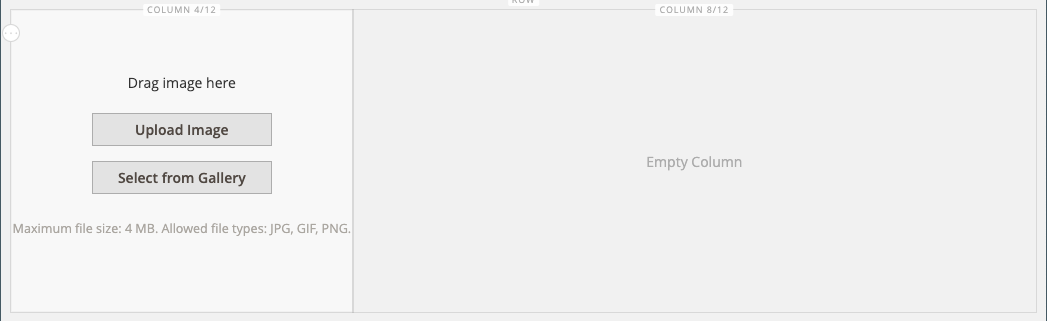 ROW
COLUMN 4/12
COLUMN 8/12
Drag image here
Upload Image
Select from Gallery
Maximum file size: 4 MB. Allowed file types: JPG, GIF, PNG.
Empty Column